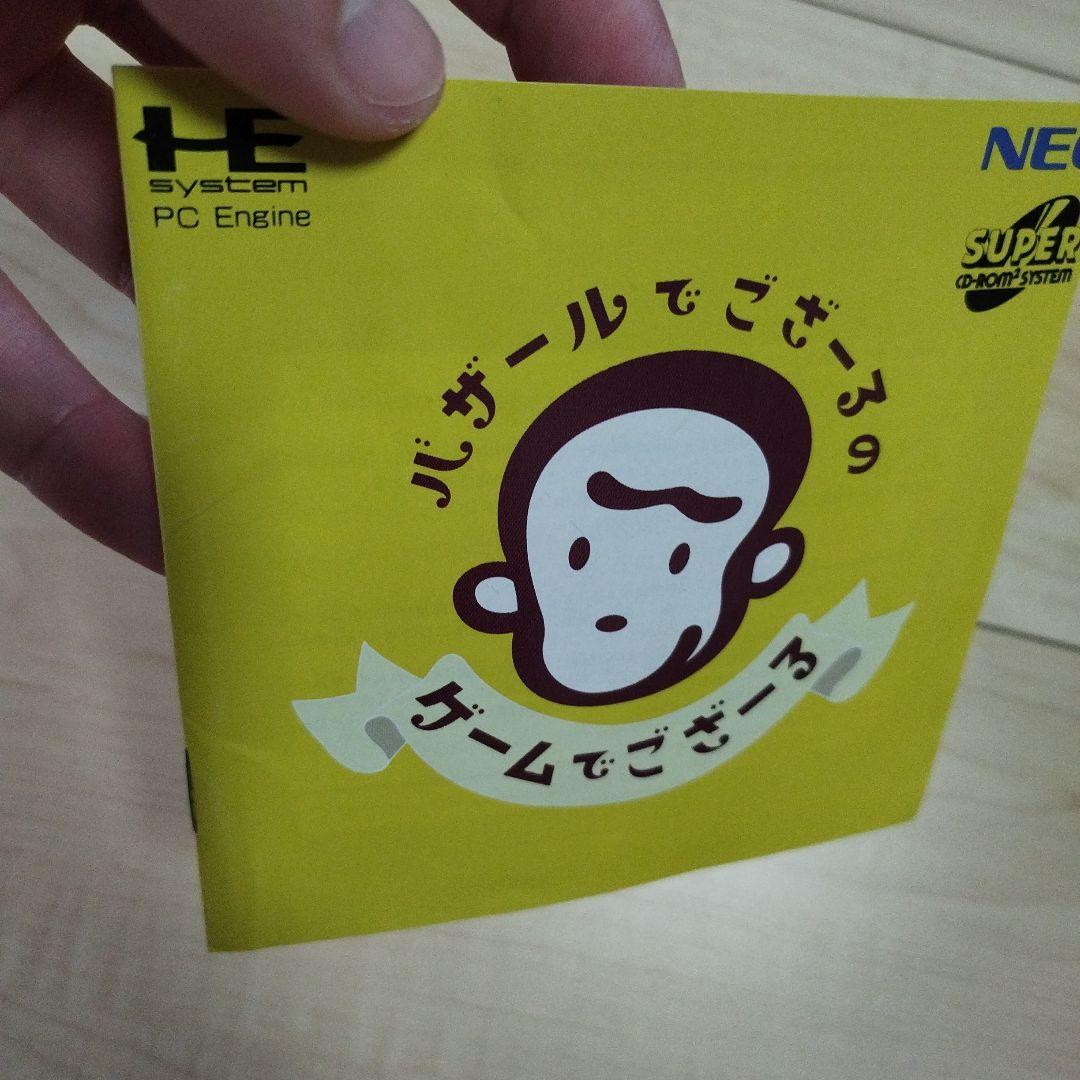 HE
system
PC Engine
NEC
SUPER
CD-ROM² SYSTEM
バザールでござーるの
ゲームでござーる